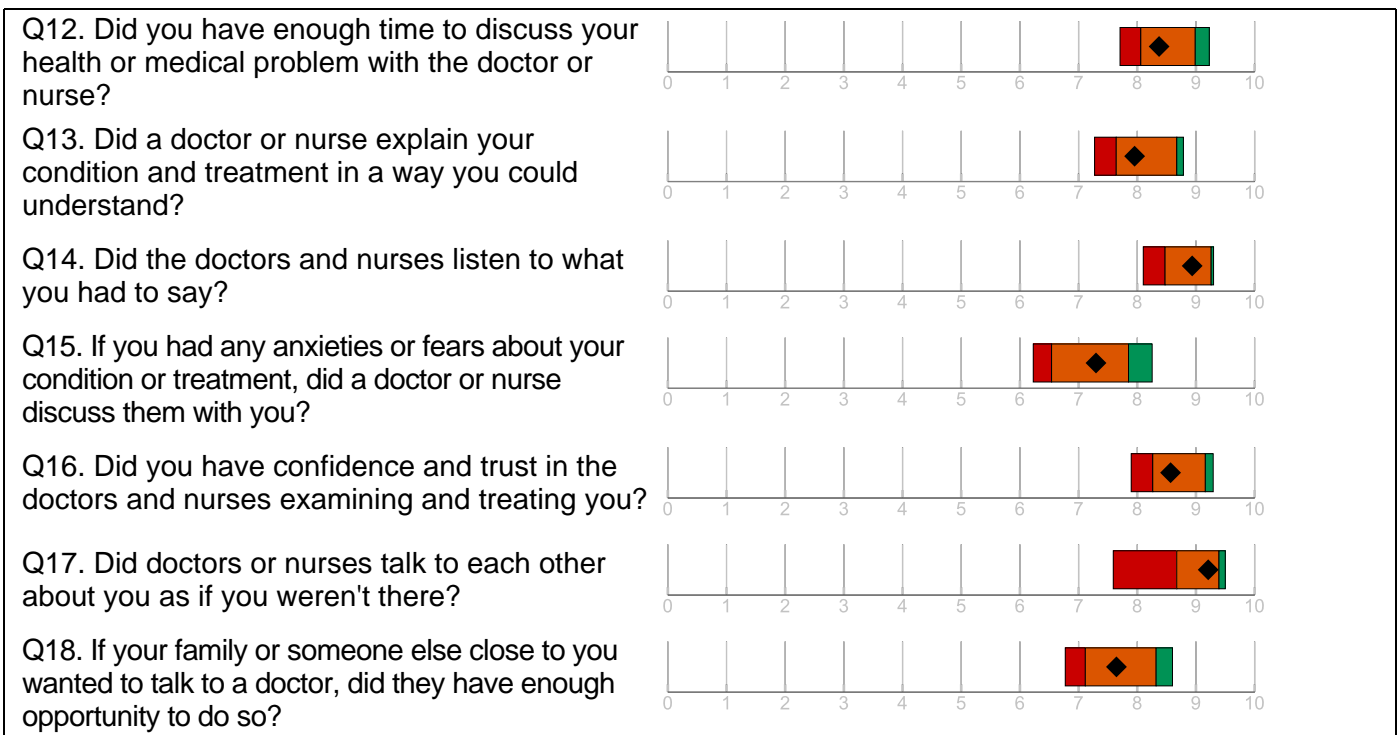 Q12. Did you have enough time to discuss your
health or medical problem with the doctor or
nurse?
0 1 2 3 4 5 6 7 8 9 10
Q13. Did a doctor or nurse explain your
condition and treatment in a way you could
understand?
0 1 2 3 4 5 6 7 8 9 10
Q14. Did the doctors and nurses listen to what
you had to say?
0 1 2 3 4 5 6 7 8 9 10
Q15. If you had any anxieties or fears about your
condition or treatment, did a doctor or nurse
discuss them with you?
0 1 2 3 4 5 6 7 8 9 10
Q16. Did you have confidence and trust in the
doctors and nurses examining and treating you?
0 1 2 3 4 5 6 7 8 9 10
Q17. Did doctors or nurses talk to each other
about you as if you weren't there?
0 1 2 3 4 5 6 7 8 9 10
Q18. If your family or someone else close to you
wanted to talk to a doctor, did they have enough
opportunity to do so?
0 1 2 3 4 5 6 7 8 9 10